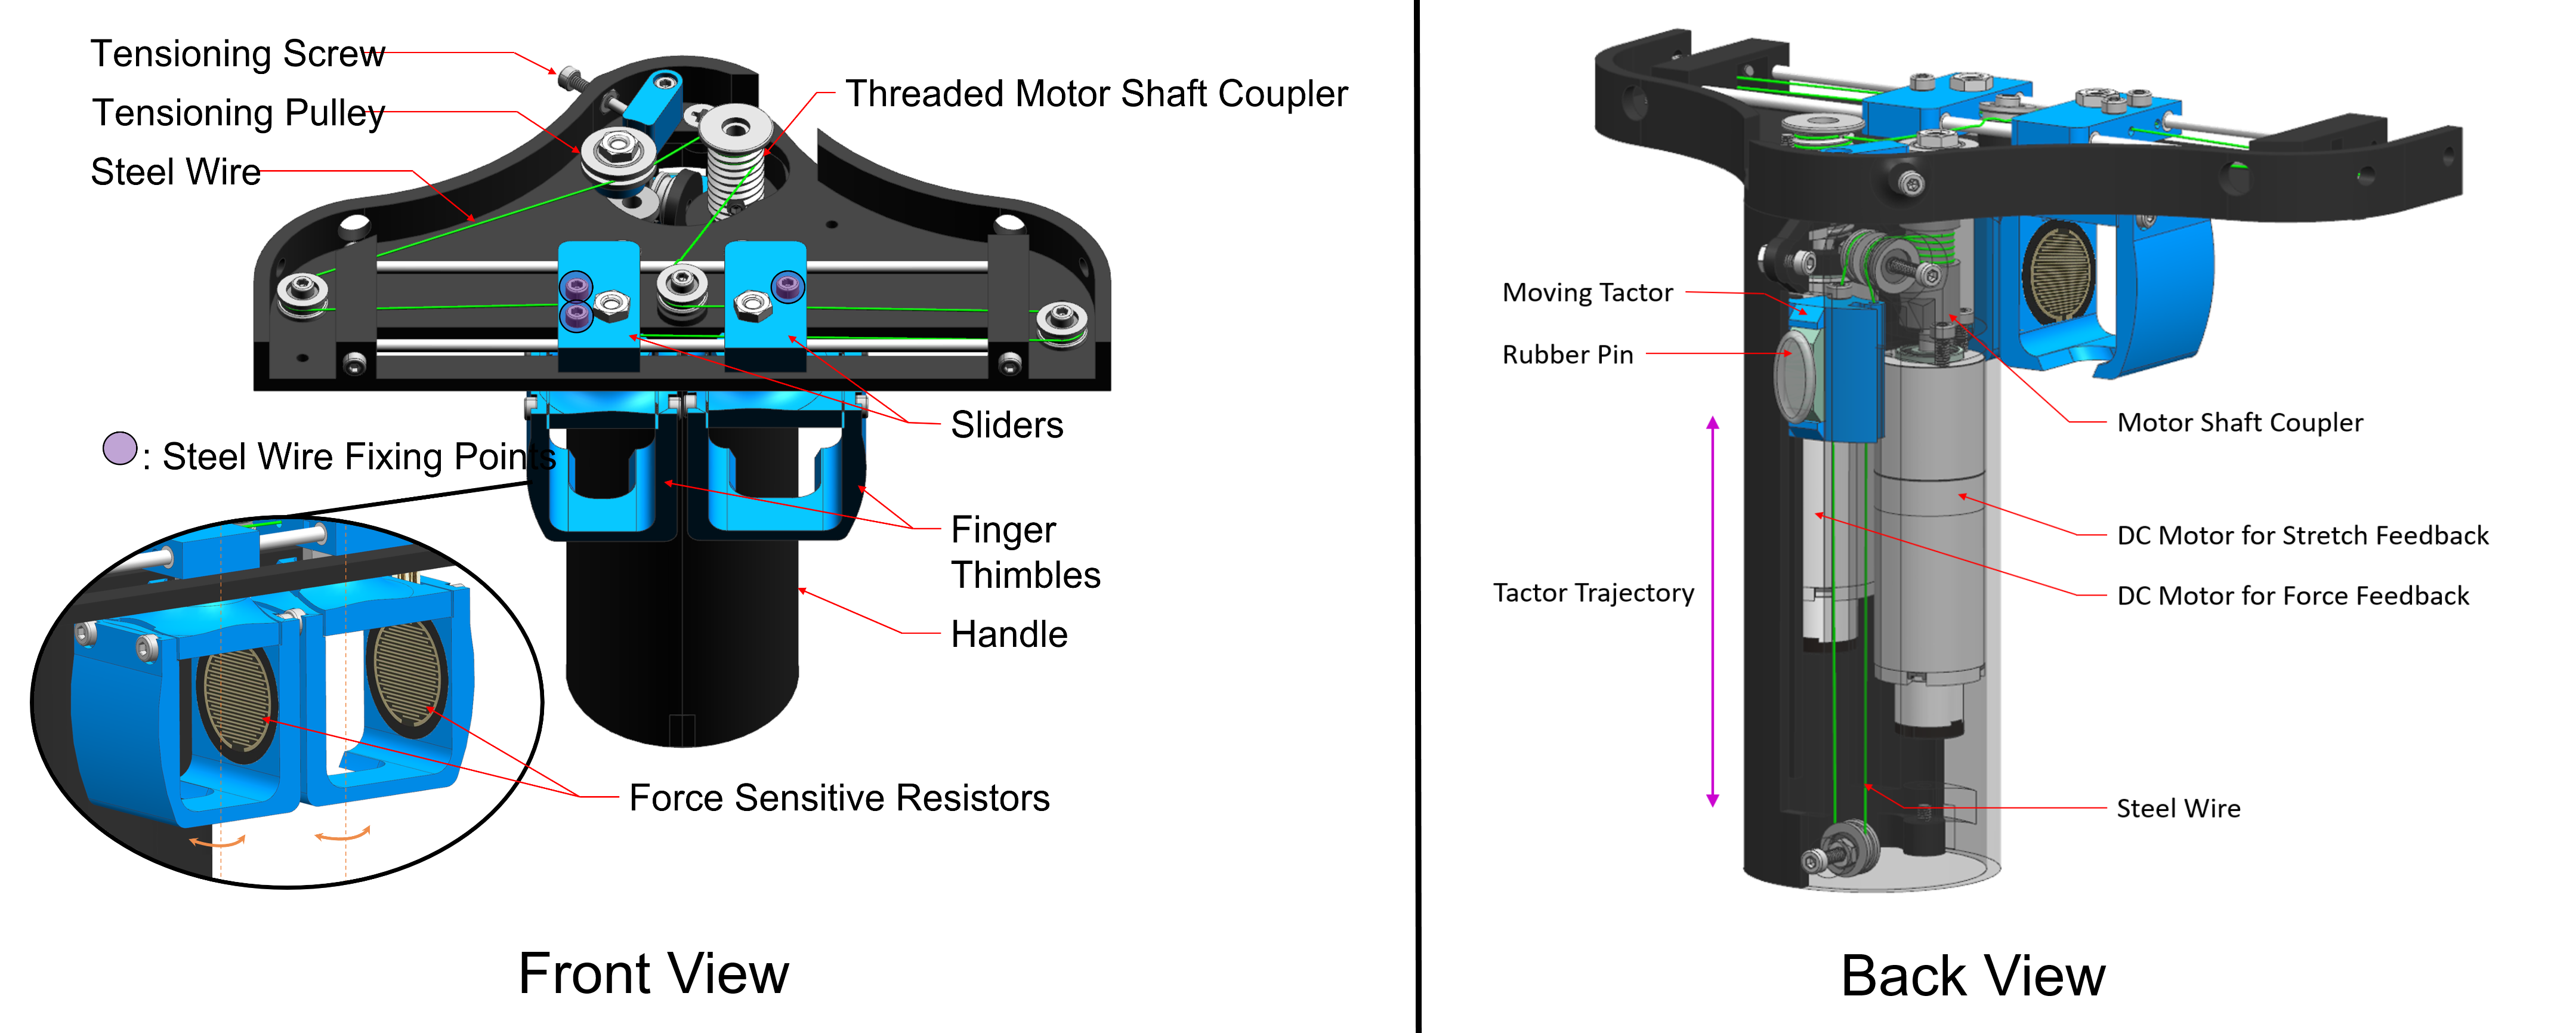 Tensioning Screw
Tensioning Pulley
Steel Wire
Threaded Motor Shaft Coupler
Sliders
: Steel Wire Fixing Points
Finger
Thimbles
Handle
Force Sensitive Resistors
Front View
Moving Tactor
Rubber Pin
Motor Shaft Coupler
DC Motor for Stretch Feedback
Tactor Trajectory
DC Motor for Force Feedback
Steel Wire
Back View